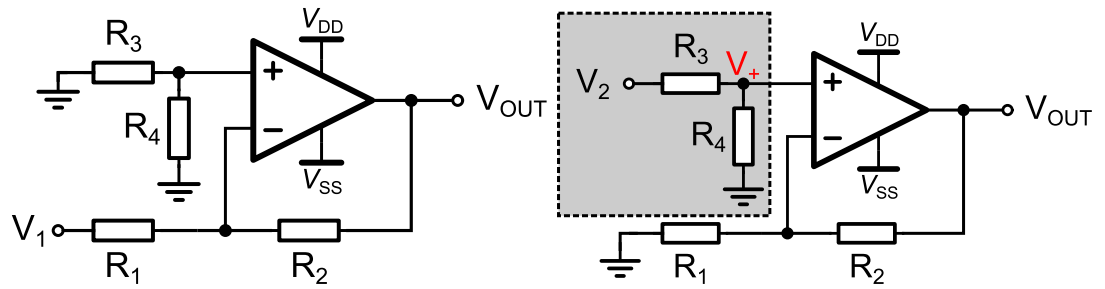 R3
R4
+
−
VDD
VSS
VOUT
V1
R1
R2
V2
R3
V+
R4
+
−
VDD
VSS
VOUT
R1
R2